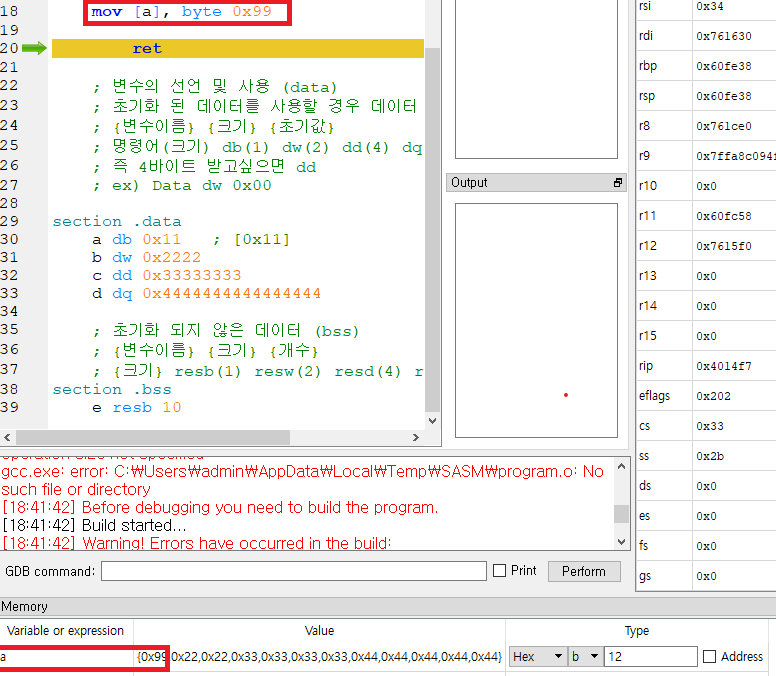 18 mov [a], byte 0x99
19
20 ret
21
22 ; 변수의 선언 및 사용 (data)
23 ; 초기화 된 데이터를 사용할 경우 데이터
24 ; {변수이름} {크기} {초기값}
25 ; 명령어(크기) db(1) dw(2) dd(4) dq
26 ; 즉 4바이트 받고싶으면 dd
27 ; ex) Data dw 0x00
28
29 section .data
30 a db 0x11 ; [0x11]
31 b dw 0x2222
32 c dd 0x33333333
33 d dq 0x4444444444444444
34
35 ; 초기화 되지 않은 데이터 (bss)
36 ; {변수이름} {크기} {개수}
37 ; {크기} resb(1) resw(2) resd(4) r
38 section .bss
39 e resb 10
Output
rsi 0x34
rdi 0x761630
rbp 0x60fe38
rsp 0x60fe38
r8 0x761ce0
r9 0x7ffa8c094
r10 0x0
r11 0x60fc58
r12 0x7615f0
r13 0x0
r14 0x0
r15 0x0
rip 0x4014f7
eflags 0x202
cs 0x33
ss 0x2b
ds 0x0
es 0x0
fs 0x0
gs 0x0
operation size not specified
gcc.exe: error: C:₩Users₩admin₩AppData₩Local₩Temp₩SASM₩program.o: No
such file or directory
[18:41:42] Before debugging you need to build the program.
[18:41:42] Build started...
[18:41:42] Warning! Errors have occurred in the build:
GDB command: Print Perform
Memory
Variable or expression Value Type
a {0x99,0x22,0x22,0x33,0x33,0x33,0x33,0x44,0x44,0x44,0x44,0x44} Hex b 12 Address